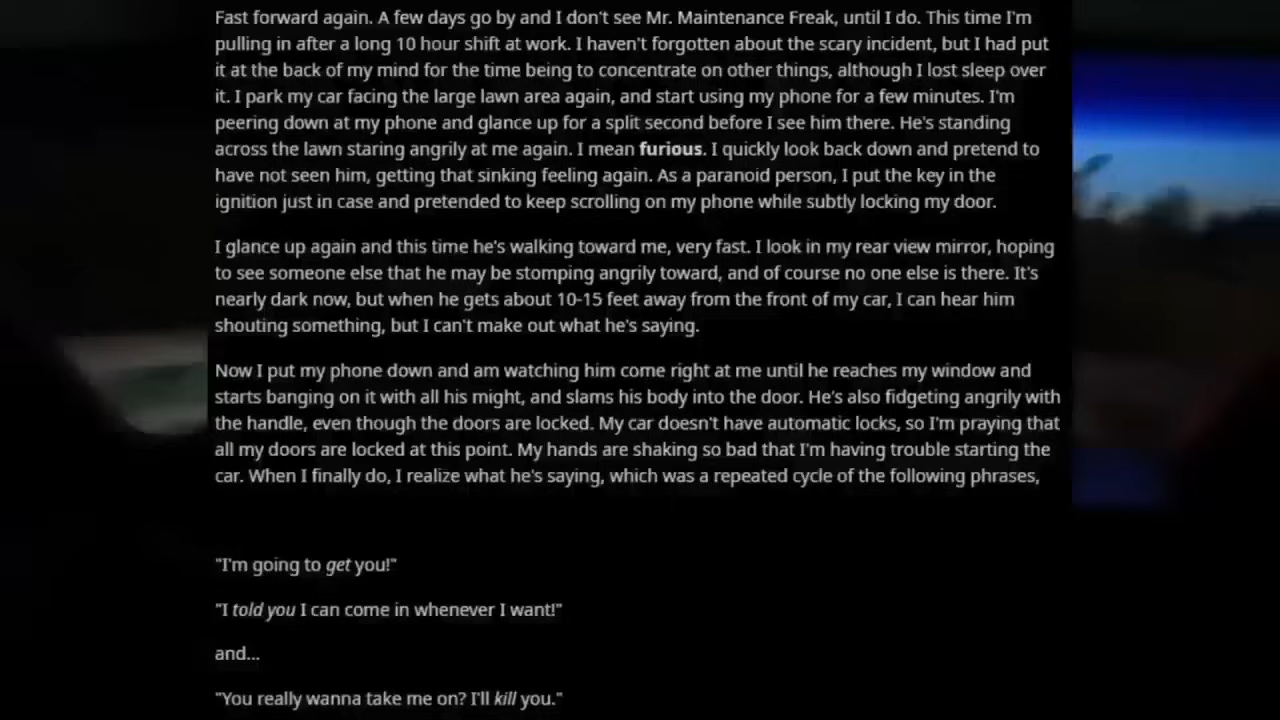 Fast forward again. A few days go by and I don't see Mr. Maintenance Freak, until I do. This time I'm
pulling in after a long 10 hour shift at work. I haven't forgotten about the scary incident, but I had put
it at the back of my mind for the time being to concentrate on other things, although I lost sleep over
it. I park my car facing the large lawn area again, and start using my phone for a few minutes. I'm
peering down at my phone and glance up for a split second before I see him there. He's standing
across the lawn staring angrily at me again. I mean furious. I quickly look back down and pretend to
have not seen him, getting that sinking feeling again. As a paranoid person, I put the key in the
ignition just in case and pretended to keep scrolling on my phone while subtly locking my door.
I glance up again and this time he's walking toward me, very fast. I look in my rear view mirror, hoping
to see someone else that he may be stomping angrily toward, and of course no one else is there. It's
nearly dark now, but when he gets about 10-15 feet away from the front of my car, I can hear him
shouting something, but I can't make out what he's saying.
Now I put my phone down and am watching him come right at me until he reaches my window and
starts banging on it with all his might, and slams his body into the door. He's also fidgeting angrily with
the handle, even though the doors are locked. My car doesn't have automatic locks, so I'm praying that
all my doors are locked at this point. My hands are shaking so bad that I'm having trouble starting the
car. When I finally do, I realize what he's saying, which was a repeated cycle of the following phrases,
"I'm going to get you!"
"I told you I can come in whenever I want!"
and...
"You really wanna take me on? I'll kill you."